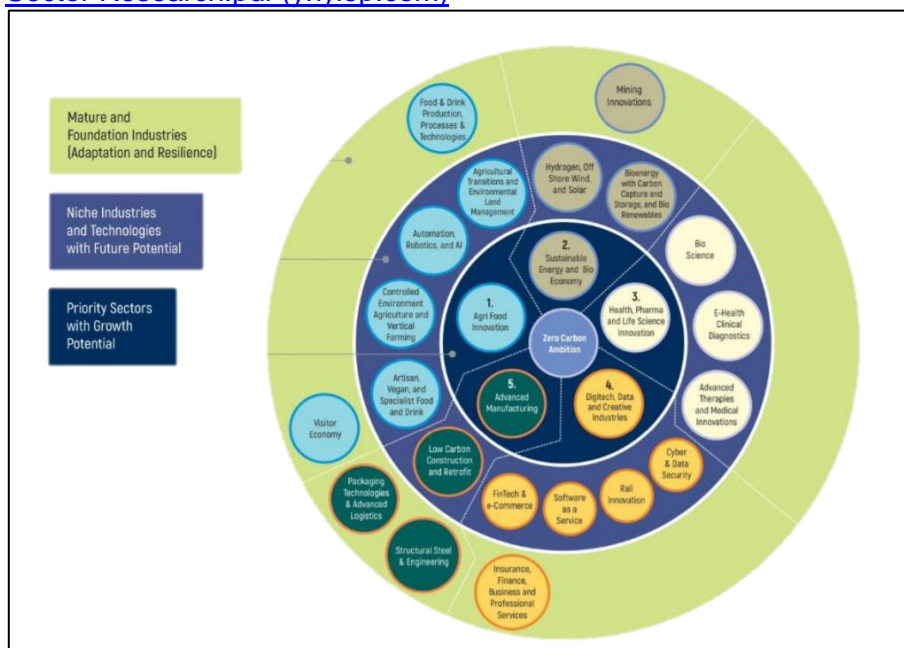 Sector Research.pdf (ynylep.com)
Mature and
Foundation Industries
(Adaptation and Resilience)
Niche Industries
and Technologies
with Future Potential
Priority Sectors
with Growth
Potential
Food & Drink
Production,
Processes &
Technologies
Mining
Innovations
Agricultural
Transitions and
Environmental
Land
Management
Hydrogen, Off
Shore Wind,
and Solar
Bioenergy
with Carbon
Capture and
Storage, and Bio
Renewables
Automation,
Robotics, and AI
Bio
Science
2.
Sustainable
Energy and Bio
Economy
Controlled
Environment
Agriculture and
Vertical
Farming
1.
Agri Food
Innovation
3.
Health, Pharma
and Life Science
Innovation
E-Health
Clinical
Diagnostics
Zero Carbon
Ambition
Artisan,
Vegan, and
Specialist Food
and Drink
5.
Advanced
Manufacturing
4.
Digitech, Data
and Creative
Industries
Advanced
Therapies
and Medical
Innovations
Visitor
Economy
Low Carbon
Construction
and Retrofit
Cyber
& Data
Security
Packaging
Technologies
& Advanced
Logistics
FinTech &
e-Commerce
Software
as a
Service
Rail
Innovation
Structural Steel
& Engineering
Insurance,
Finance,
Business and
Professional
Services